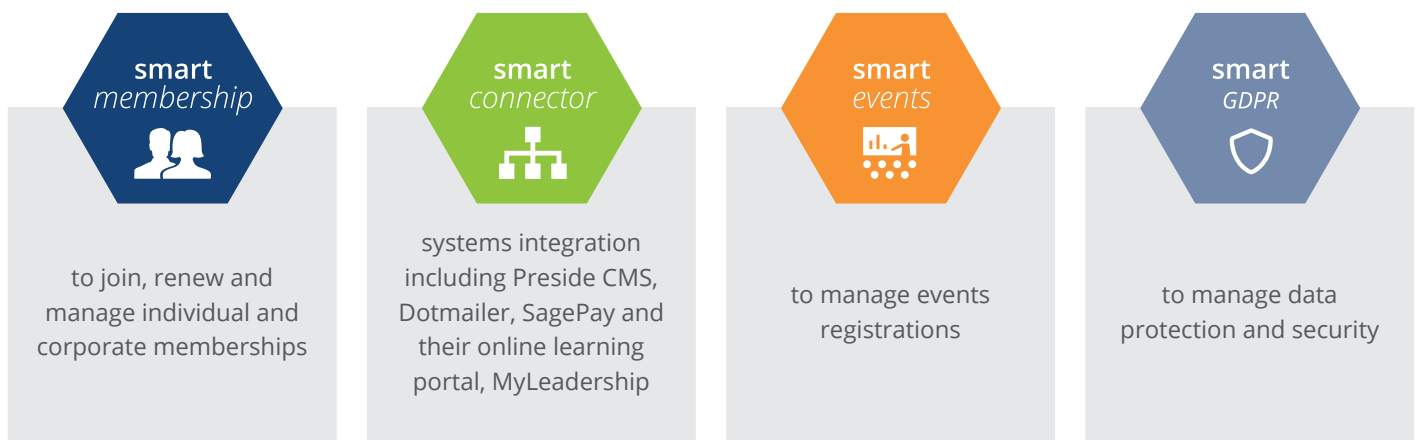 smart
membership
to join, renew and
manage individual and
corporate memberships
smart
connector
systems integration
including Preside CMS,
Dotmailer, SagePay and
their online learning
portal, MyLeadership
smart
events
to manage events
registrations
smart
GDPR
to manage data
protection and security